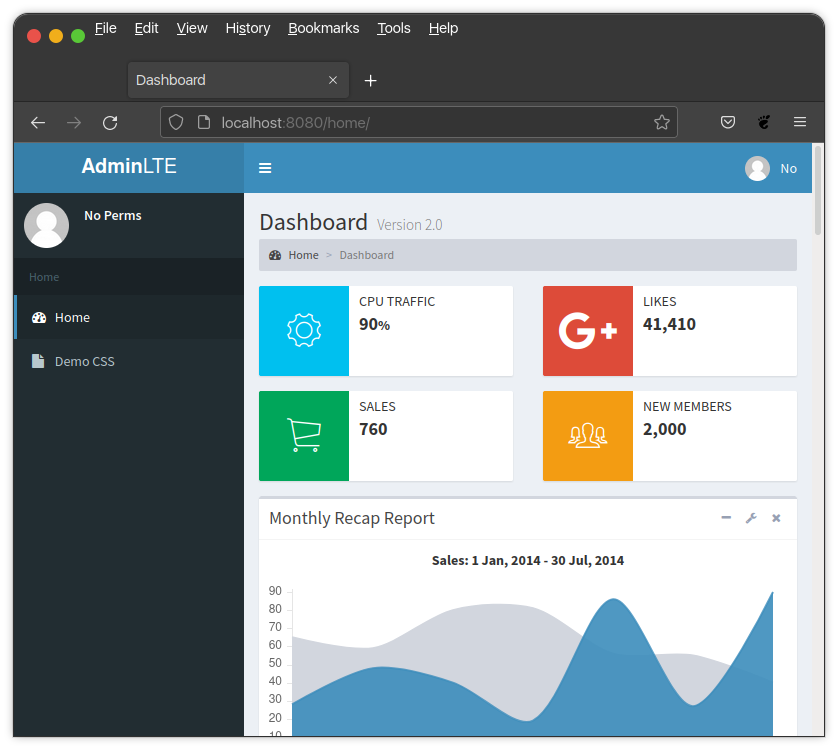 File Edit View History Bookmarks Tools Help
Dashboard
localhost:8080/home/
AdminLTE
No
No Perms
Home
Home
Demo CSS
Dashboard Version 2.0
Home > Dashboard
CPU TRAFFIC
90%
LIKES
41,410
G+
SALES
760
NEW MEMBERS
2,000
Monthly Recap Report
Sales: 1 Jan, 2014 - 30 Jul, 2014
90
80
70
60
50
40
30
20
10